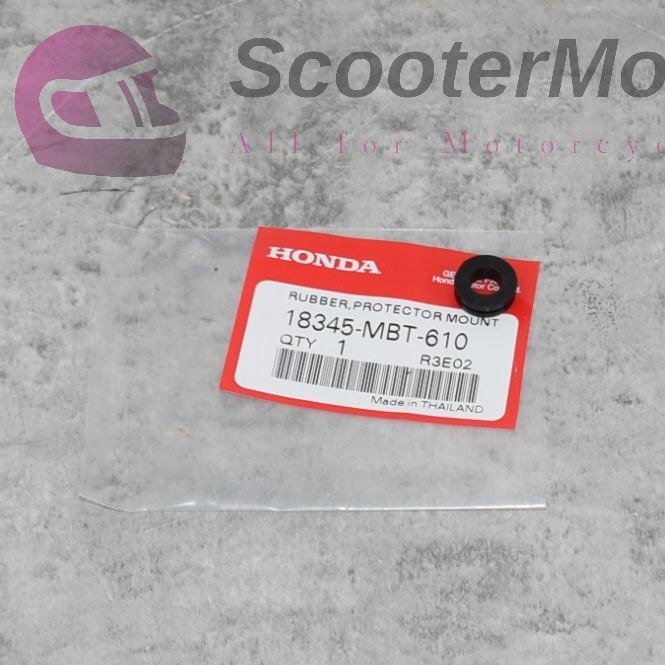 ScooterMo
All for Motorcyc
HONDA
RUBBER,PROTECTOR MOUNT
18345-MBT-610
QTY 1
R3E02
Made in THAILAND